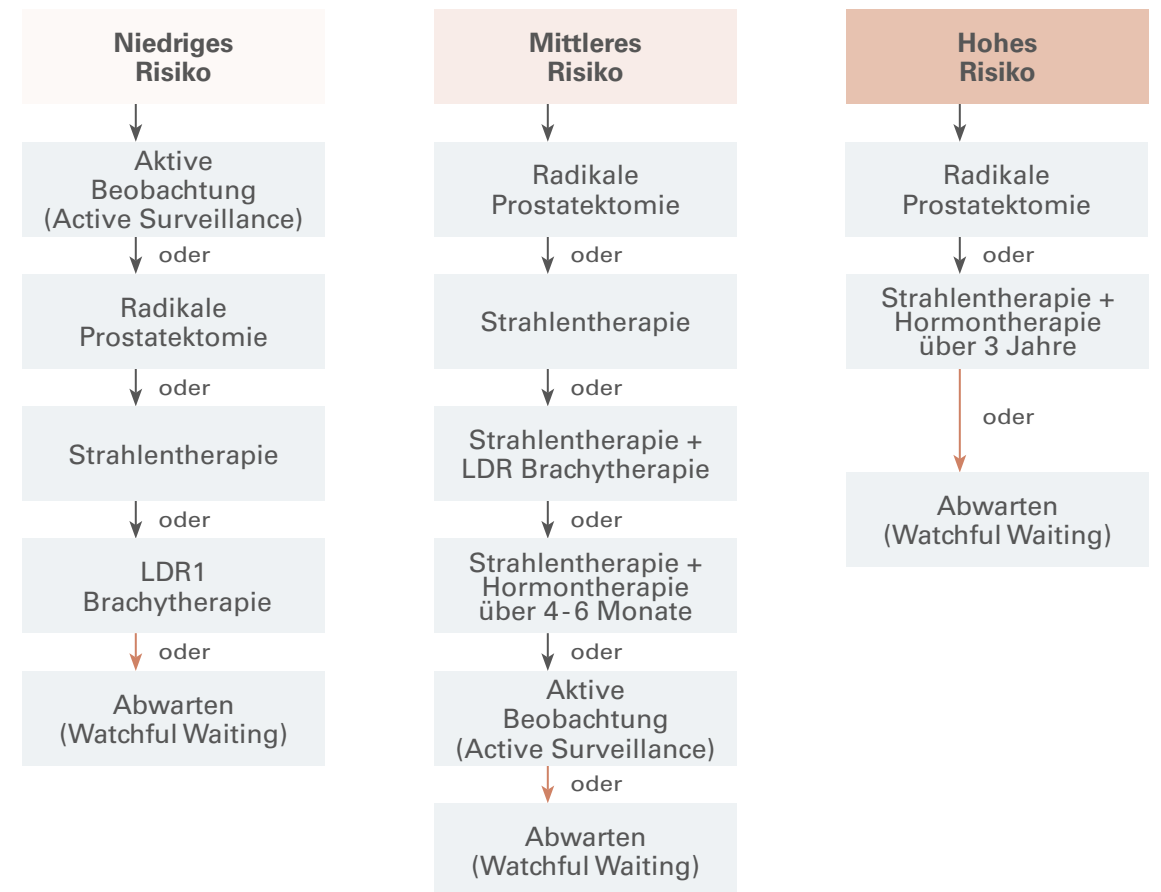 Niedriges
Risiko
Aktive
Beobachtung
(Active Surveillance)
oder
Radikale
Prostatektomie
oder
Strahlentherapie
oder
LDR1
Brachytherapie
oder
Abwarten
(Watchful Waiting)
Mittleres
Risiko
Radikale
Prostatektomie
oder
Strahlentherapie
oder
Strahlentherapie +
LDR Brachytherapie
oder
Strahlentherapie +
Hormontherapie
über 4-6 Monate
oder
Aktive
Beobachtung
(Active Surveillance)
oder
Abwarten
(Watchful Waiting)
Hohes
Risiko
Radikale
Prostatektomie
oder
Strahlentherapie +
Hormontherapie
über 3 Jahre
oder
Abwarten
(Watchful Waiting)